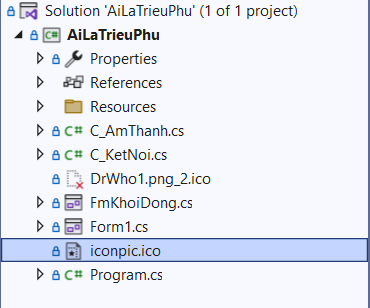 Solution 'AiLaTrieuPhu' (1 of 1 project)
AiLaTrieuPhu
Properties
References
Resources
C# C_AmThanh.cs
C# C_KetNoi.cs
DrWho1.png_2.ico
FmKhoiDong.cs
Form1.cs
iconpic.ico
C# Program.cs